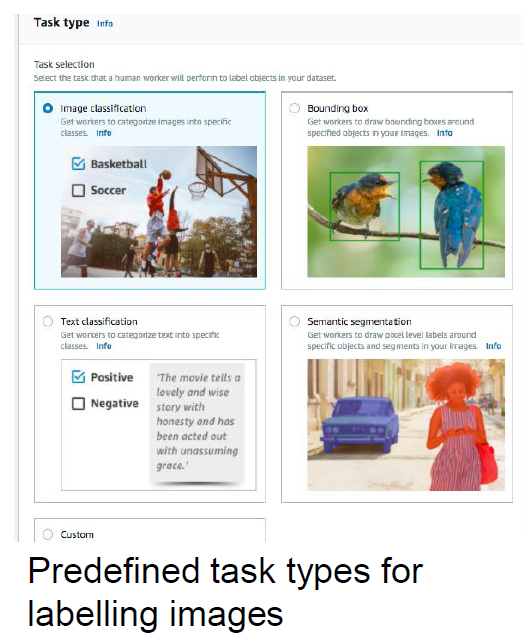 Task type Info
Task selection
Select the task that a human worker will perform to label objects in your dataset.
Image classification
Get workers to categorize images into specific
classes. Info
Basketball
Soccer
Bounding box
Get workers to draw bounding boxes around
specified objects in your images. Info
Text classification
Get workers to categorize text into specific
classes. Info
Positive
Negative
'The movie tells a
lovely and wise
story with
honesty and has
been acted out
with unassuming
grace.'
Semantic segmentation
Get workers to draw pixel level labels around
specific objects and segments in your images. Info
Custom
Predefined task types for
labelling images